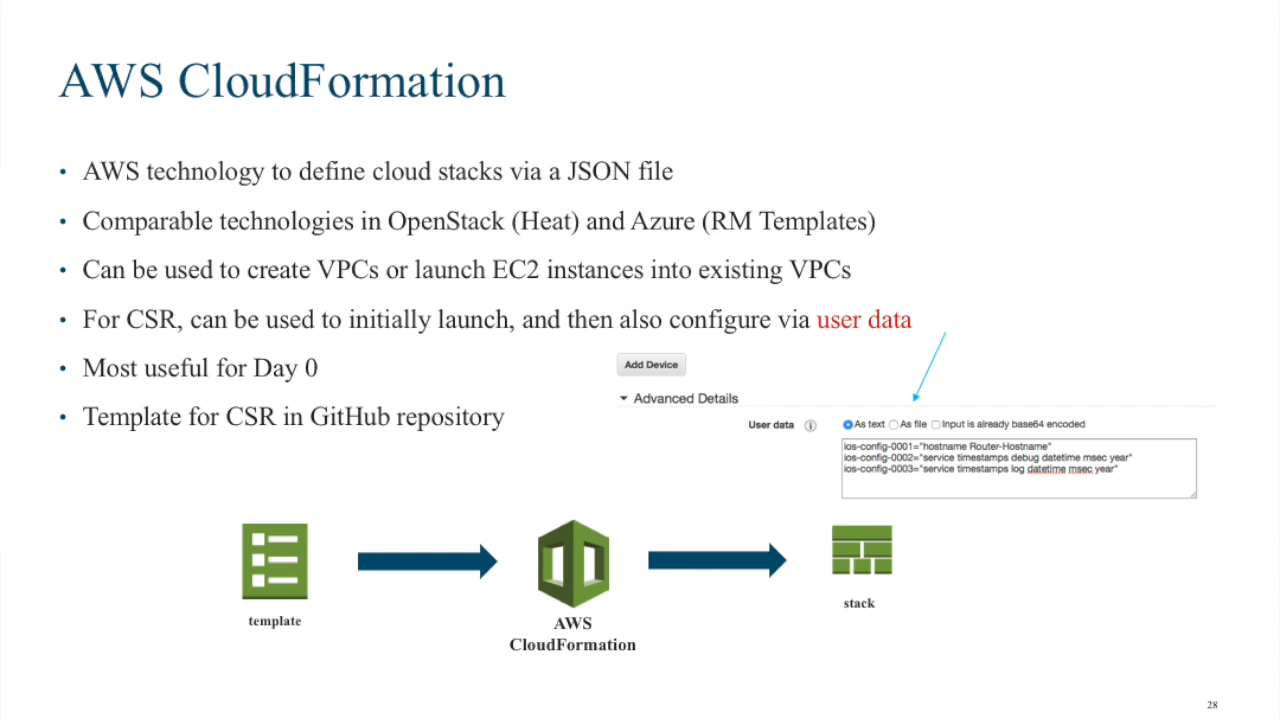 AWS CloudFormation
• AWS technology to define cloud stacks via a JSON file
• Comparable technologies in OpenStack (Heat) and Azure (RM Templates)
• Can be used to create VPCs or launch EC2 instances into existing VPCs
• For CSR, can be used to initially launch, and then also configure via user data
• Most useful for Day 0
• Template for CSR in GitHub repository
Add Device
Advanced Details
User data As text As file Input is already base64 encoded
ios-config-0001="hostname Router-Hostname"
ios-config-0002="service timestamps debug datetime msec year"
ios-config-0003="service timestamps log datetime msec year"
template
AWS
CloudFormation
stack
28